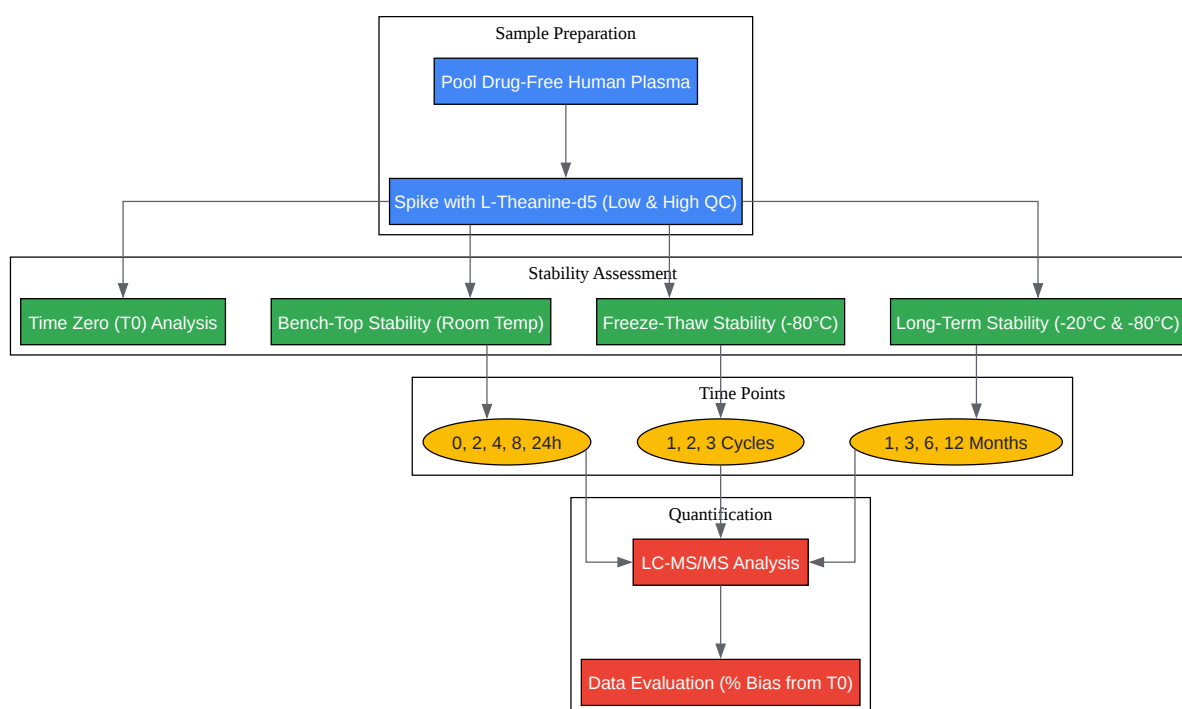 Sample Preparation
Pool Drug-Free Human Plasma
Spike with L-Theanine-d5 (Low & High QC)
Stability Assessment
Time Zero (T0) Analysis
Bench-Top Stability (Room Temp)
Freeze-Thaw Stability (-80°C)
Long-Term Stability (-20°C & -80°C)
Time Points
0, 2, 4, 8, 24h
1, 2, 3 Cycles
1, 3, 6, 12 Months
Quantification
LC-MS/MS Analysis
Data Evaluation (% Bias from T0)